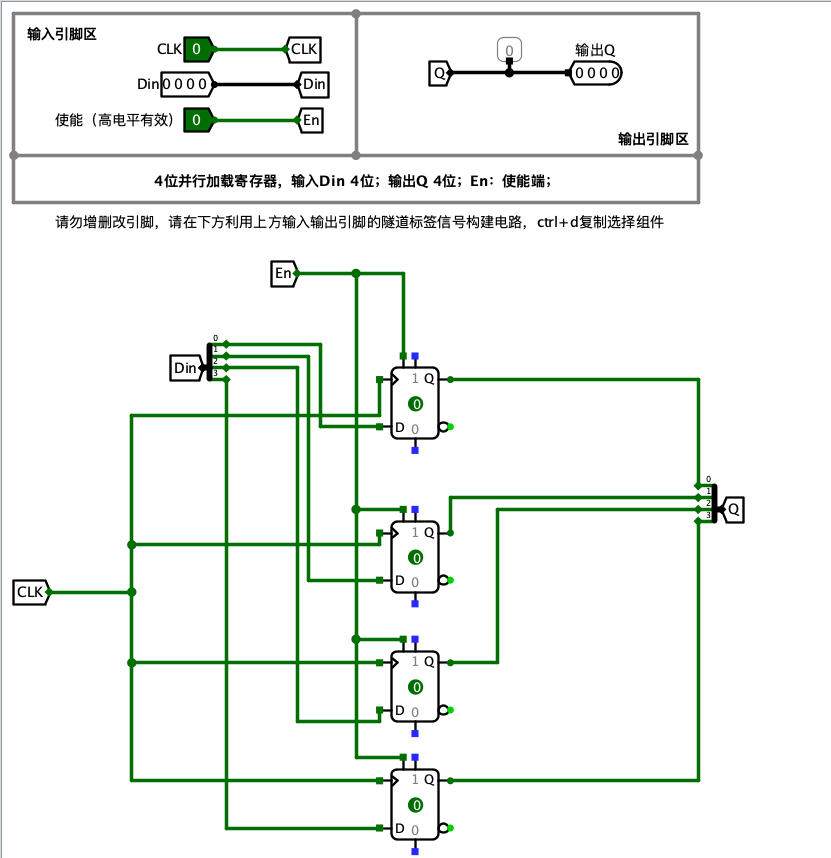 输入引脚区
CLK 0 CLK
Din 0 0 0 0 Din
使能（高电平有效） 0 En
0
Q 0 0 0 0
输出Q
输出引脚区
4位并行加载寄存器，输入Din 4位；输出Q 4位；En：使能端；
请勿增删改引脚，请在下方利用上方输入输出引脚的隧道标签信号构建电路，ctrl+d复制选择组件
En
Din
0
1
2
3
1 Q
0
D 0
1 Q
0
D 0
0
1
2
3
Q
CLK
1 Q
0
D 0
1 Q
0
D 0